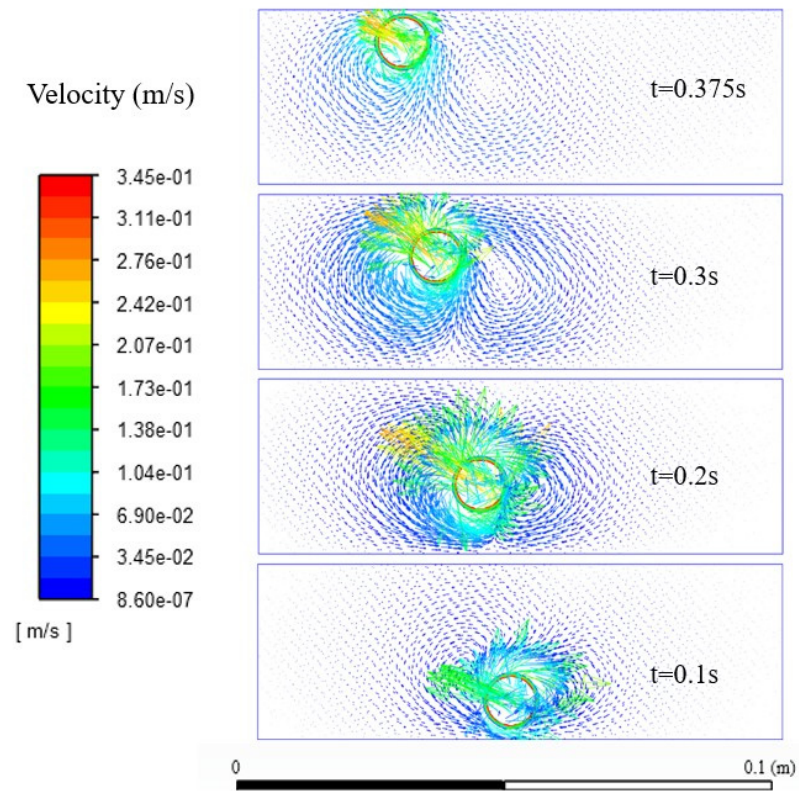 Velocity (m/s)
3.45e-01
3.11e-01
2.76e-01
2.42e-01
2.07e-01
1.73e-01
1.38e-01
1.04e-01
6.90e-02
3.45e-02
8.60e-07
[ m/s ]
t=0.375s
t=0.3s
t=0.2s
t=0.1s
0 0.1 (m)